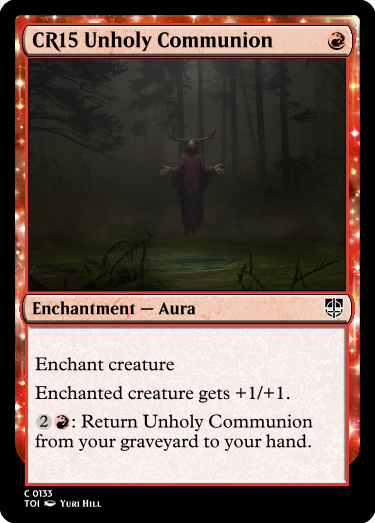 CR15 Unholy Communion
Enchantment — Aura
Enchant creature
Enchanted creature gets +1/+1.
2 : Return Unholy Communion
from your graveyard to your hand.
C 0133
TOI Yuri Hill